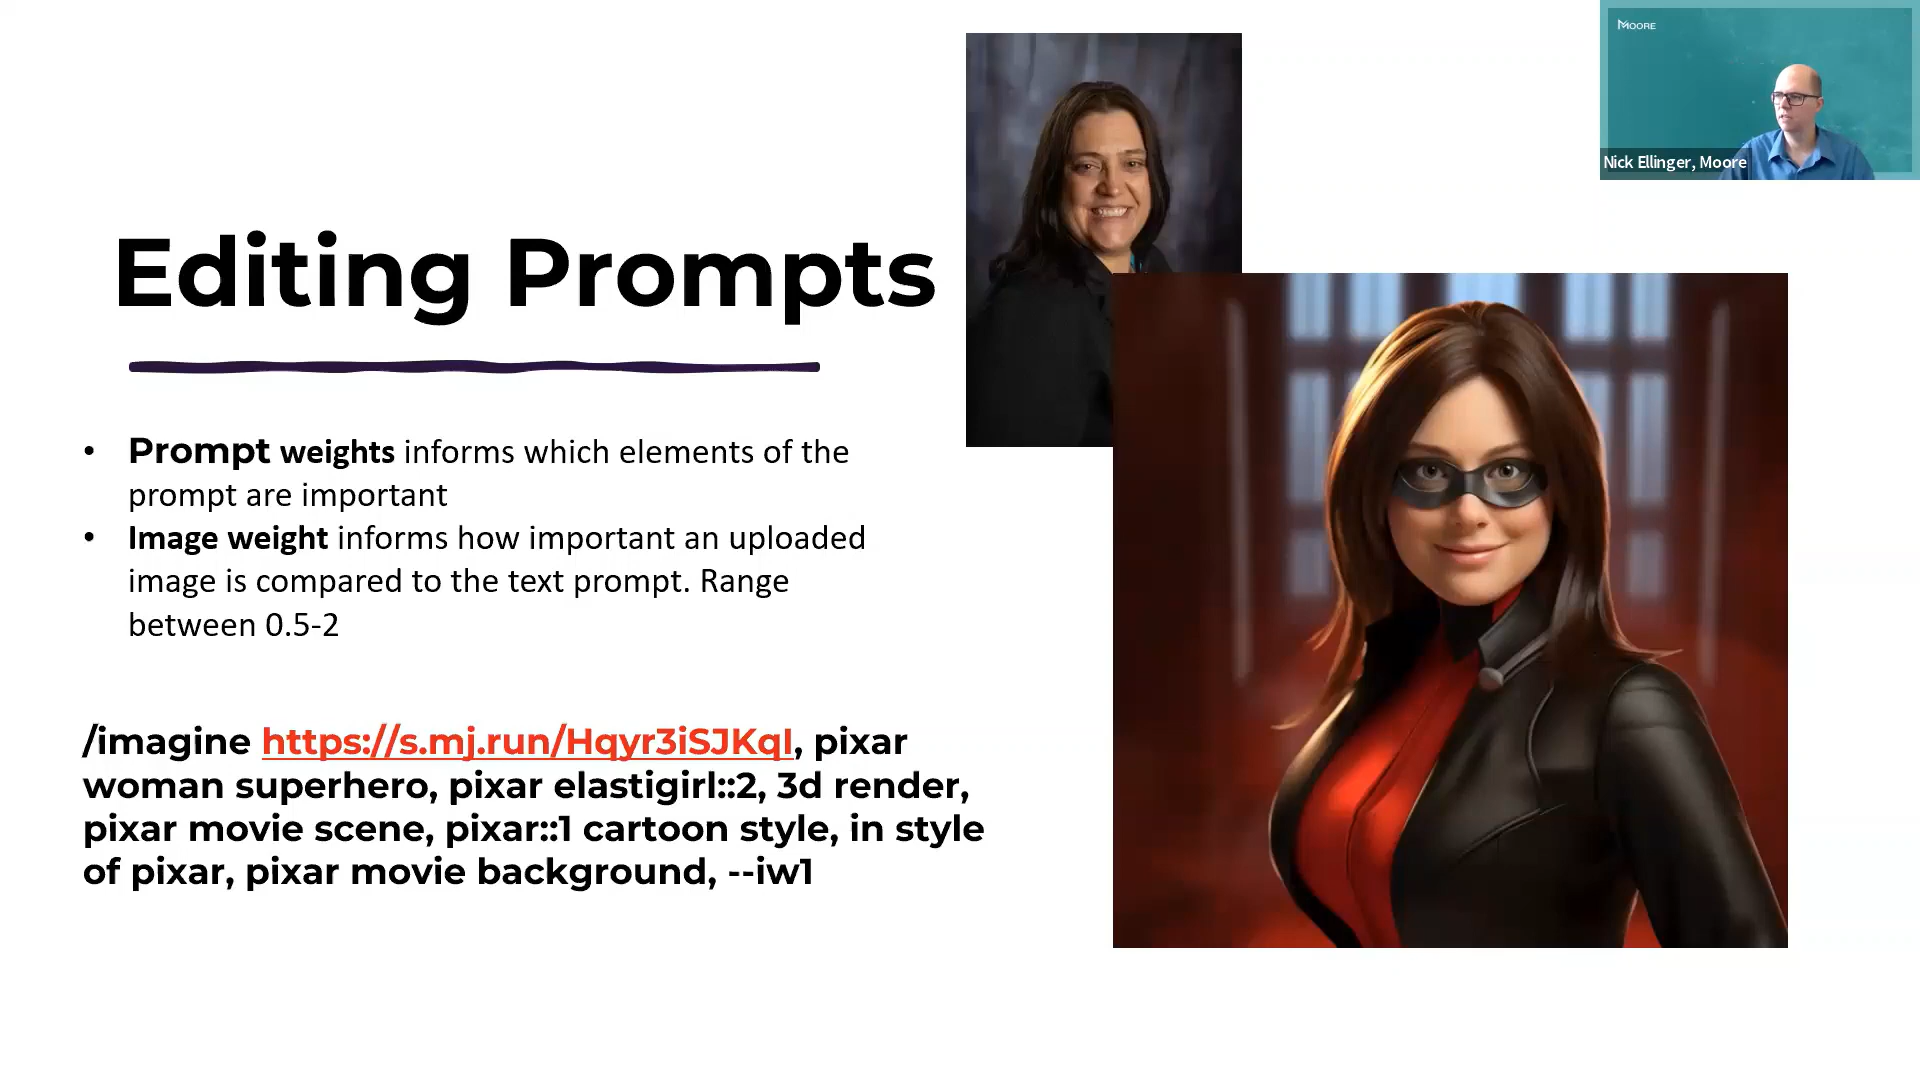 MOORE
Nick Ellinger, Moore
Editing Prompts
• Prompt weights informs which elements of the
prompt are important
• Image weight informs how important an uploaded
image is compared to the text prompt. Range
between 0.5-2
/imagine https://s.mj.run/Hqyr3iSJKqI, pixar
woman superhero, pixar elastigirl::2, 3d render,
pixar movie scene, pixar::1 cartoon style, in style
of pixar, pixar movie background, --iw1